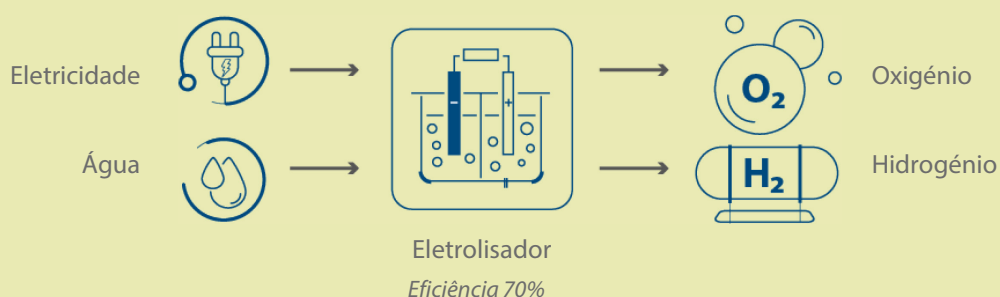 Eletricidade
O₂
Oxigénio
Água
H₂
Hidrogénio
Eletrolisador
Eficiência 70%